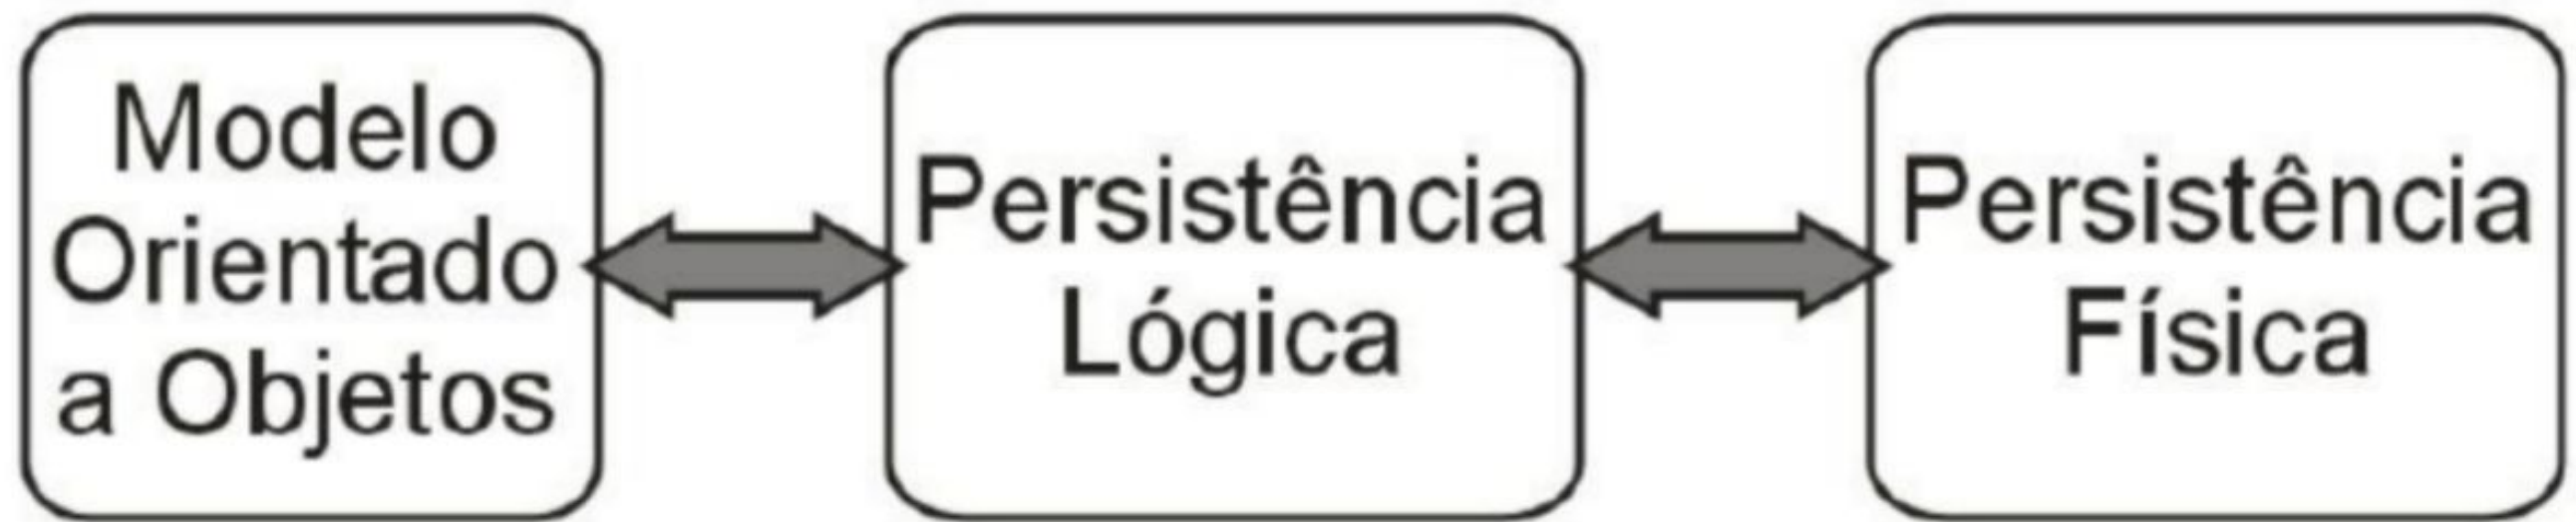 Modelo
Orientado
a Objetos
Persistência
Lógica
Persistência
Física